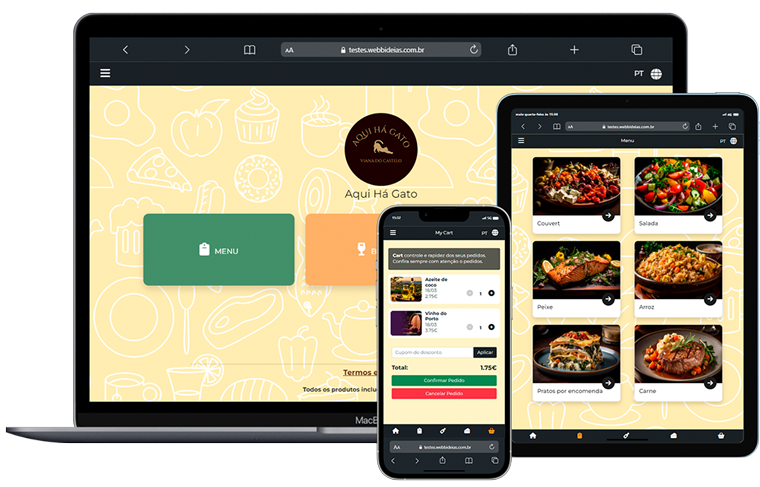 AA testes.webbideias.com.br
PT
AQUI HÁ GATO
VIANA DO CASTELO
Aqui Há Gato
MENU
B
Termos e
Todos os produtos inclu
MacB
testes.webbideias.com.br
Menu
PT
Couvert
Salada
Peixe
Arroz
Pratos por encomenda
Carne
11:02
4G
My Cart
PT
Cart controle e rapidez dos seus pedidos.
Confira sempre com atenção o pedidos.
Azeite de
coco
18/03
2.75€
1
Vinho do
Porto
18/03
3.75€
1
Cupom de desconto
Aplicar
Total:
1.75€
Confirmar Pedido
Cancelar Pedido
AA testes.webbideias.com.br